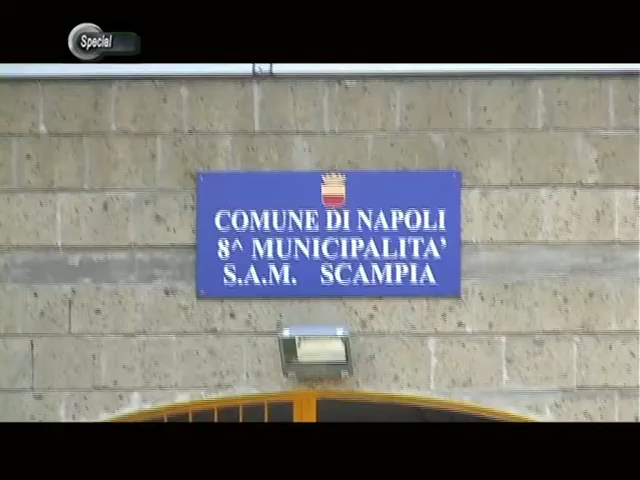 Special
COMUNE DI NAPOLI
8^ MUNICIPALITA'
S.A.M. SCAMPIA